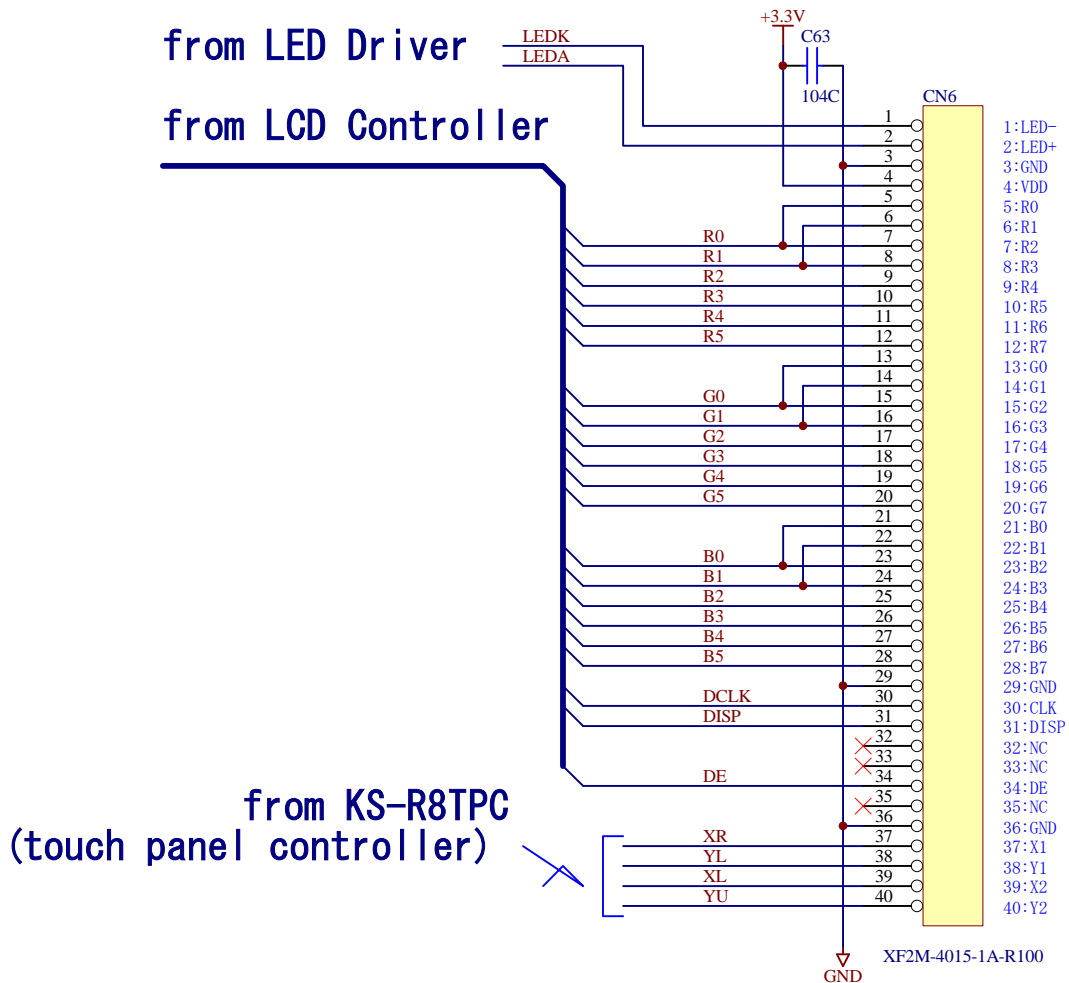 +3.3V
from LED Driver
LEDK
C63
LEDA
104C
CN6
from LCD Controller
1
1:LED-
2
2:LED+
3
3:GND
4
4:VDD
5
5:R0
6
6:R1
R0
7
7:R2
R1
8
8:R3
R2
9
9:R4
R3
10
10:R5
R4
11
11:R6
R5
12
12:R7
13
13:G0
14
14:G1
G0
15
15:G2
G1
16
16:G3
G2
17
17:G4
G3
18
18:G5
G4
19
19:G6
G5
20
20:G7
21
21:B0
22
22:B1
B0
23
23:B2
B1
24
24:B3
B2
25
25:B4
B3
26
26:B5
B4
27
27:B6
B5
28
28:B7
29
29:GND
DCLK
30
30:CLK
DISP
31
31:DISP
32
32:NC
33
33:NC
DE
34
34:DE
35
35:NC
36
36:GND
from KS-R8TPC
(touch panel controller)
XR
37
37:X1
YL
38
38:Y1
XL
39
39:X2
YU
40
40:Y2
XF2M-4015-1A-R100
GND